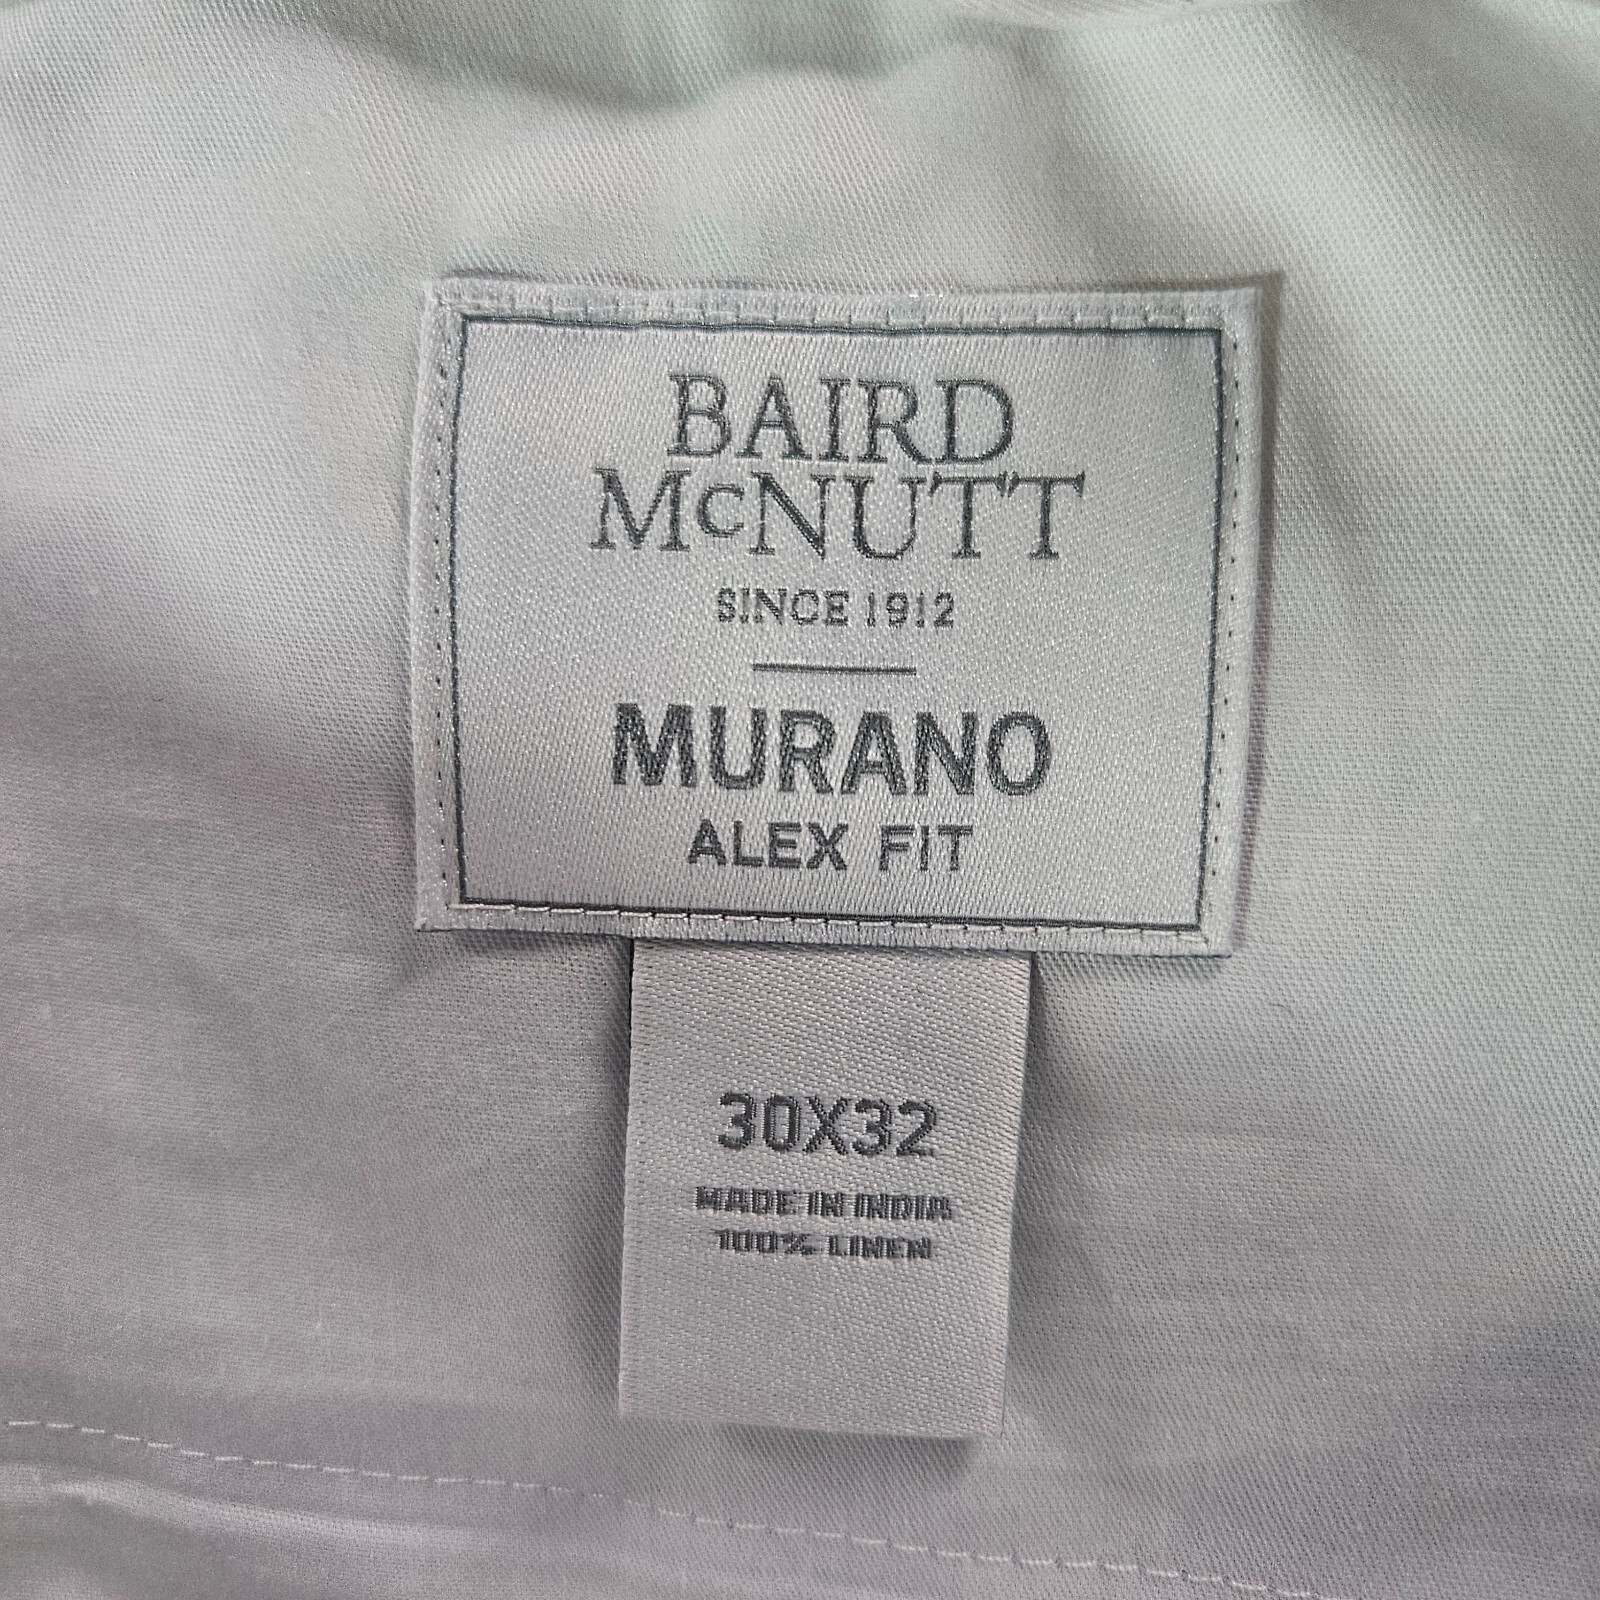 BAIRD
McNUTT
SINCE 1912
MURANO
ALEX FIT
30X32
MADE IN INDIA
100% LINEN